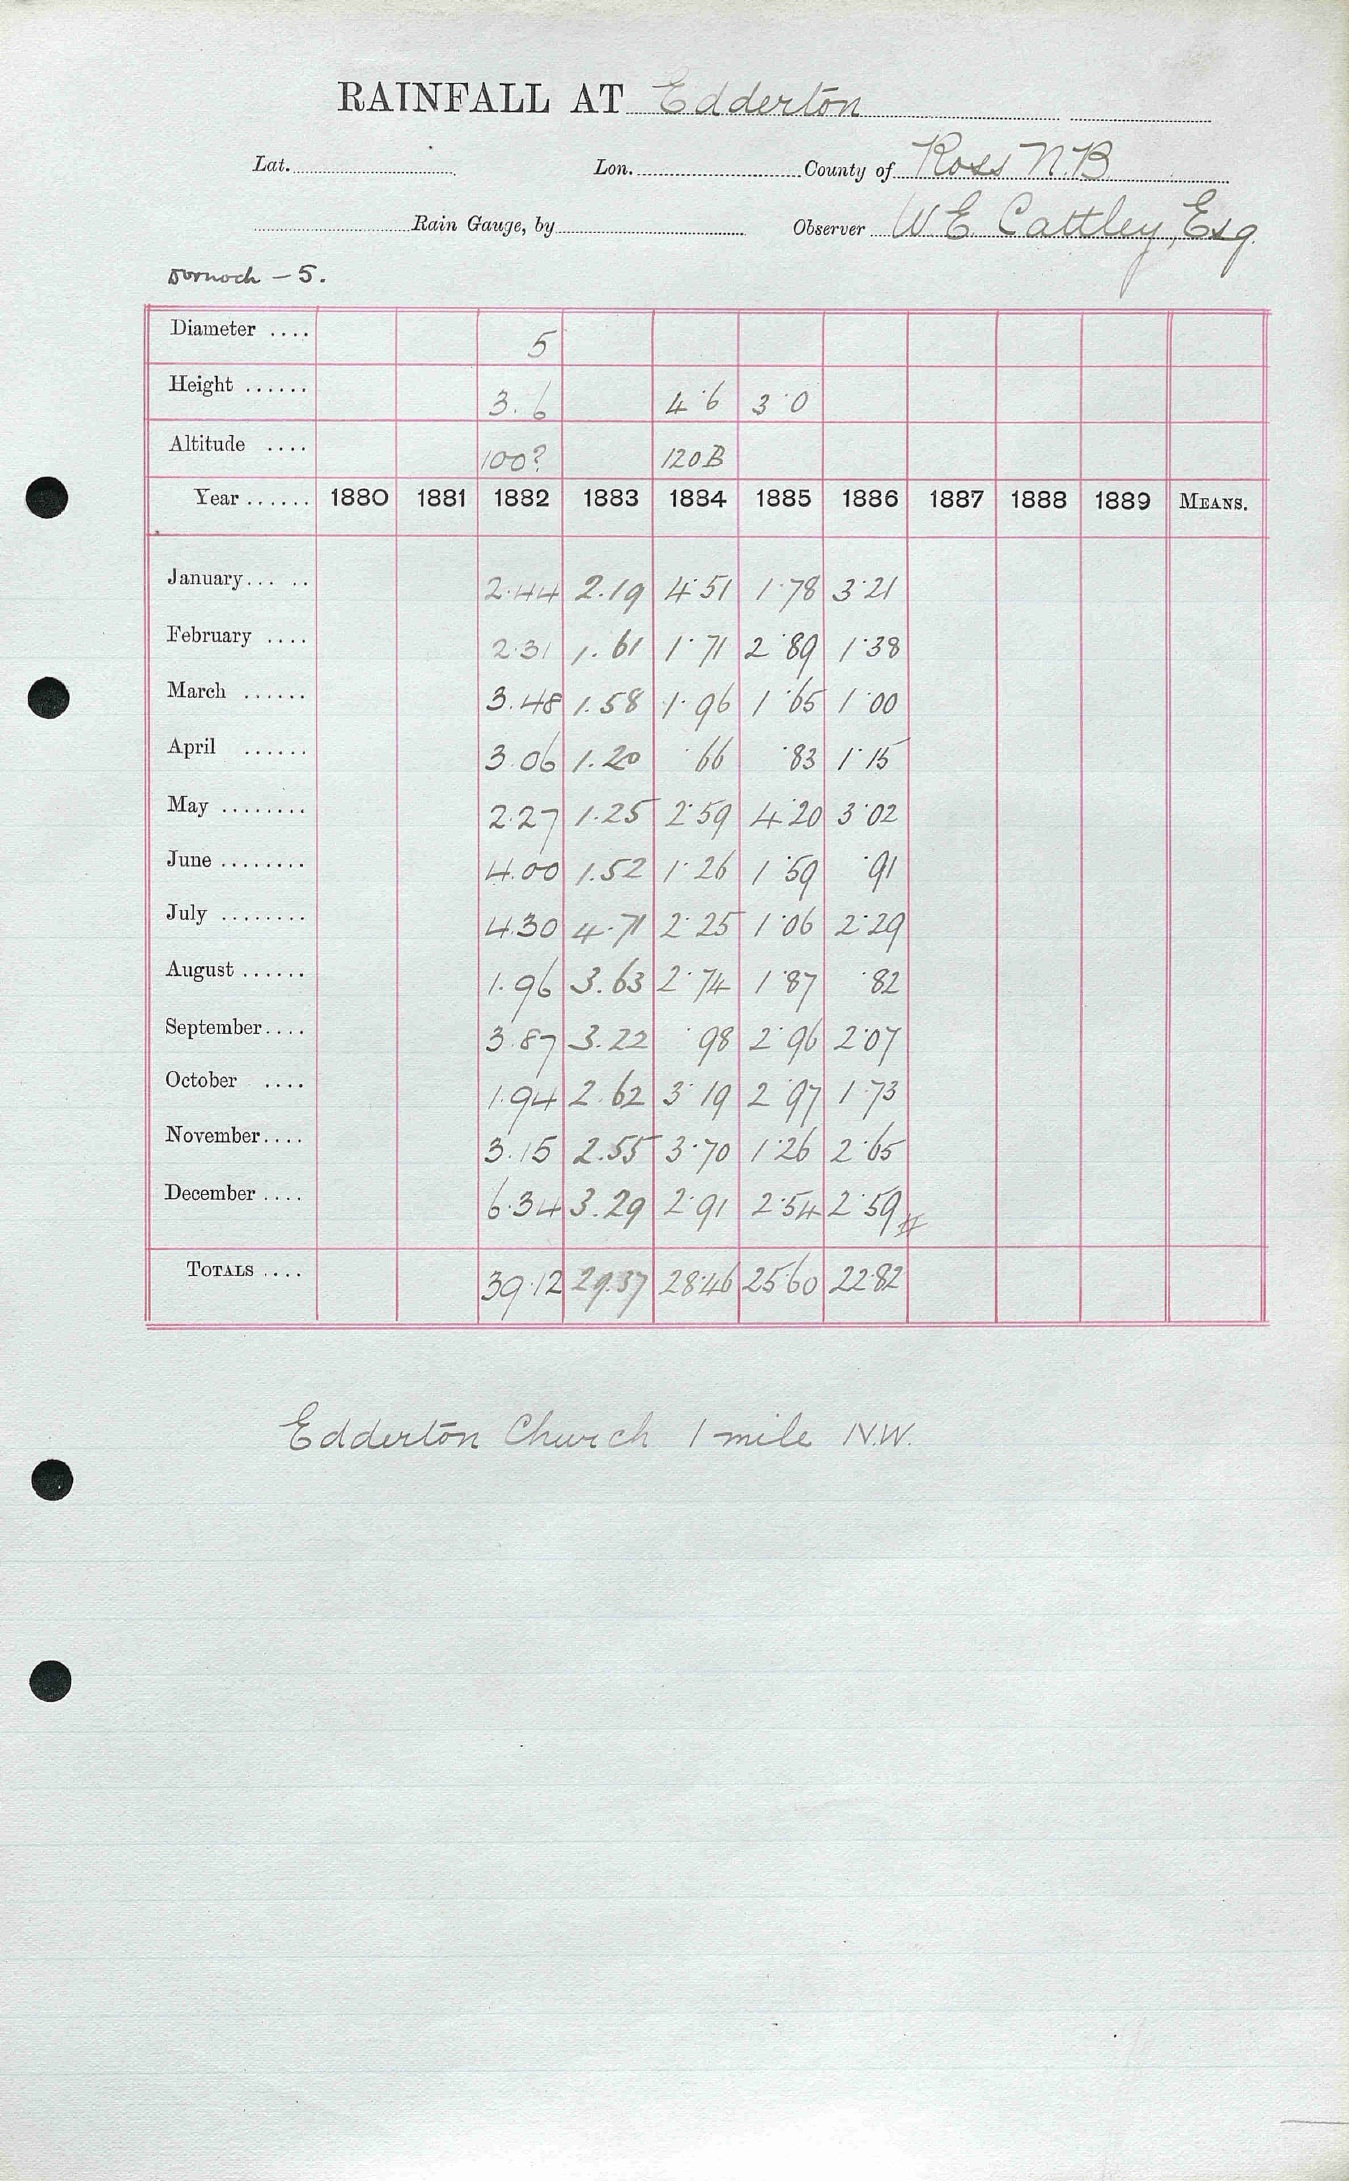 RAINFALL AT Edderton
Lat. Lon. County of Ross N.B.
Rain Gauge, by Observer W E Cattley, Esq.
Dornoch - 5.
Diameter .... 5
Height ...... 3.6 4·6 3·0
Altitude .... 100? 120B
Year ...... 1880 1881 1882 1883 1884 1885 1886 1887 1888 1889 MEANS.
January... .. 2.44 2.19 4·51 1·78 3·21
February .... 2.31 1.61 1·71 2·89 1·38
March ...... 3.48 1.58 1·96 1·65 1·00
April ...... 3.06 1.20 ·66 ·83 1·15
May ........ 2.27 1.25 2·59 4·20 3·02
June ........ 4.00 1.52 1·26 1·59 ·91
July ........ 4.30 4.71 2·25 1·06 2·29
August ...... 1.96 3.63 2·74 1·87 ·82
September.... 3.87 3.22 ·98 2·96 2·07
October .... 1.94 2.62 3·19 2·97 1·73
November.... 3.15 2.55 3·70 1·26 2·65
December .... 6.34 3.29 2·91 2·54 2·59
TOTALS .... 39.12 29.37 28·46 25·60 22·82
Edderton Church 1 mile N.W.